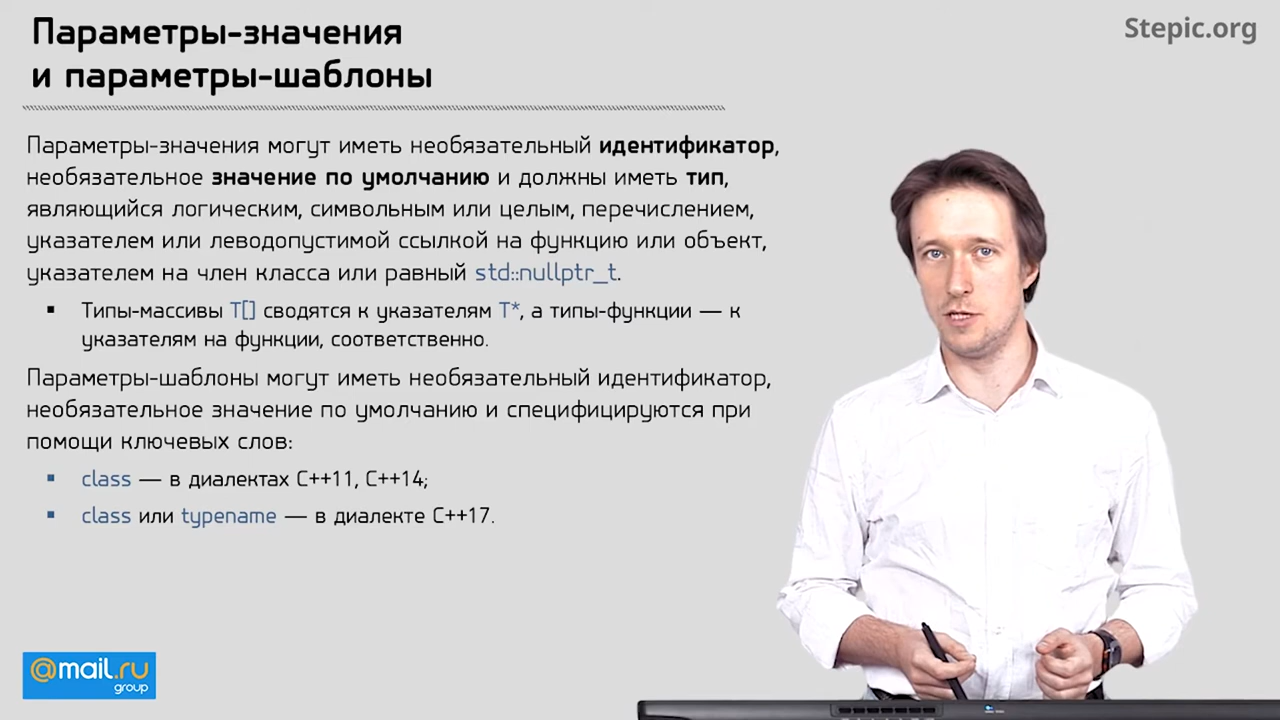 Параметры-значения
и параметры-шаблоны
Stepic.org
Параметры-значения могут иметь необязательный идентификатор,
необязательное значение по умолчанию и должны иметь тип,
являющийся логическим, символьным или целым, перечислением,
указателем или леводопустимой ссылкой на функцию или объект,
указателем на член класса или равный std::nullptr_t.
▪ Типы-массивы T[] сводятся к указателям T*, а типы-функции — к
указателям на функции, соответственно.
Параметры-шаблоны могут иметь необязательный идентификатор,
необязательное значение по умолчанию и специфицируются при
помощи ключевых слов:
▪ class — в диалектах C++11, C++14;
▪ class или typename — в диалекте C++17.
@mail.ru
group